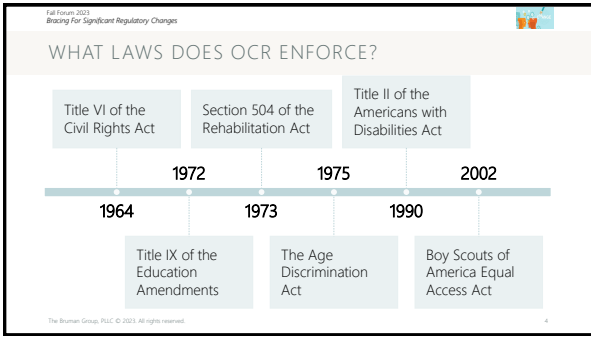 Fall Forum 2023
Bracing For Significant Regulatory Changes
WHAT LAWS DOES OCR ENFORCE?
Title VI of the
Civil Rights Act
Section 504 of the
Rehabilitation Act
Title II of the
Americans with
Disabilities Act
1972
1975
2002
1964
1973
1990
Title IX of the
Education
Amendments
The Age
Discrimination
Act
Boy Scouts of
America Equal
Access Act
The Bruman Group, PLLC © 2023. All rights reserved.
4